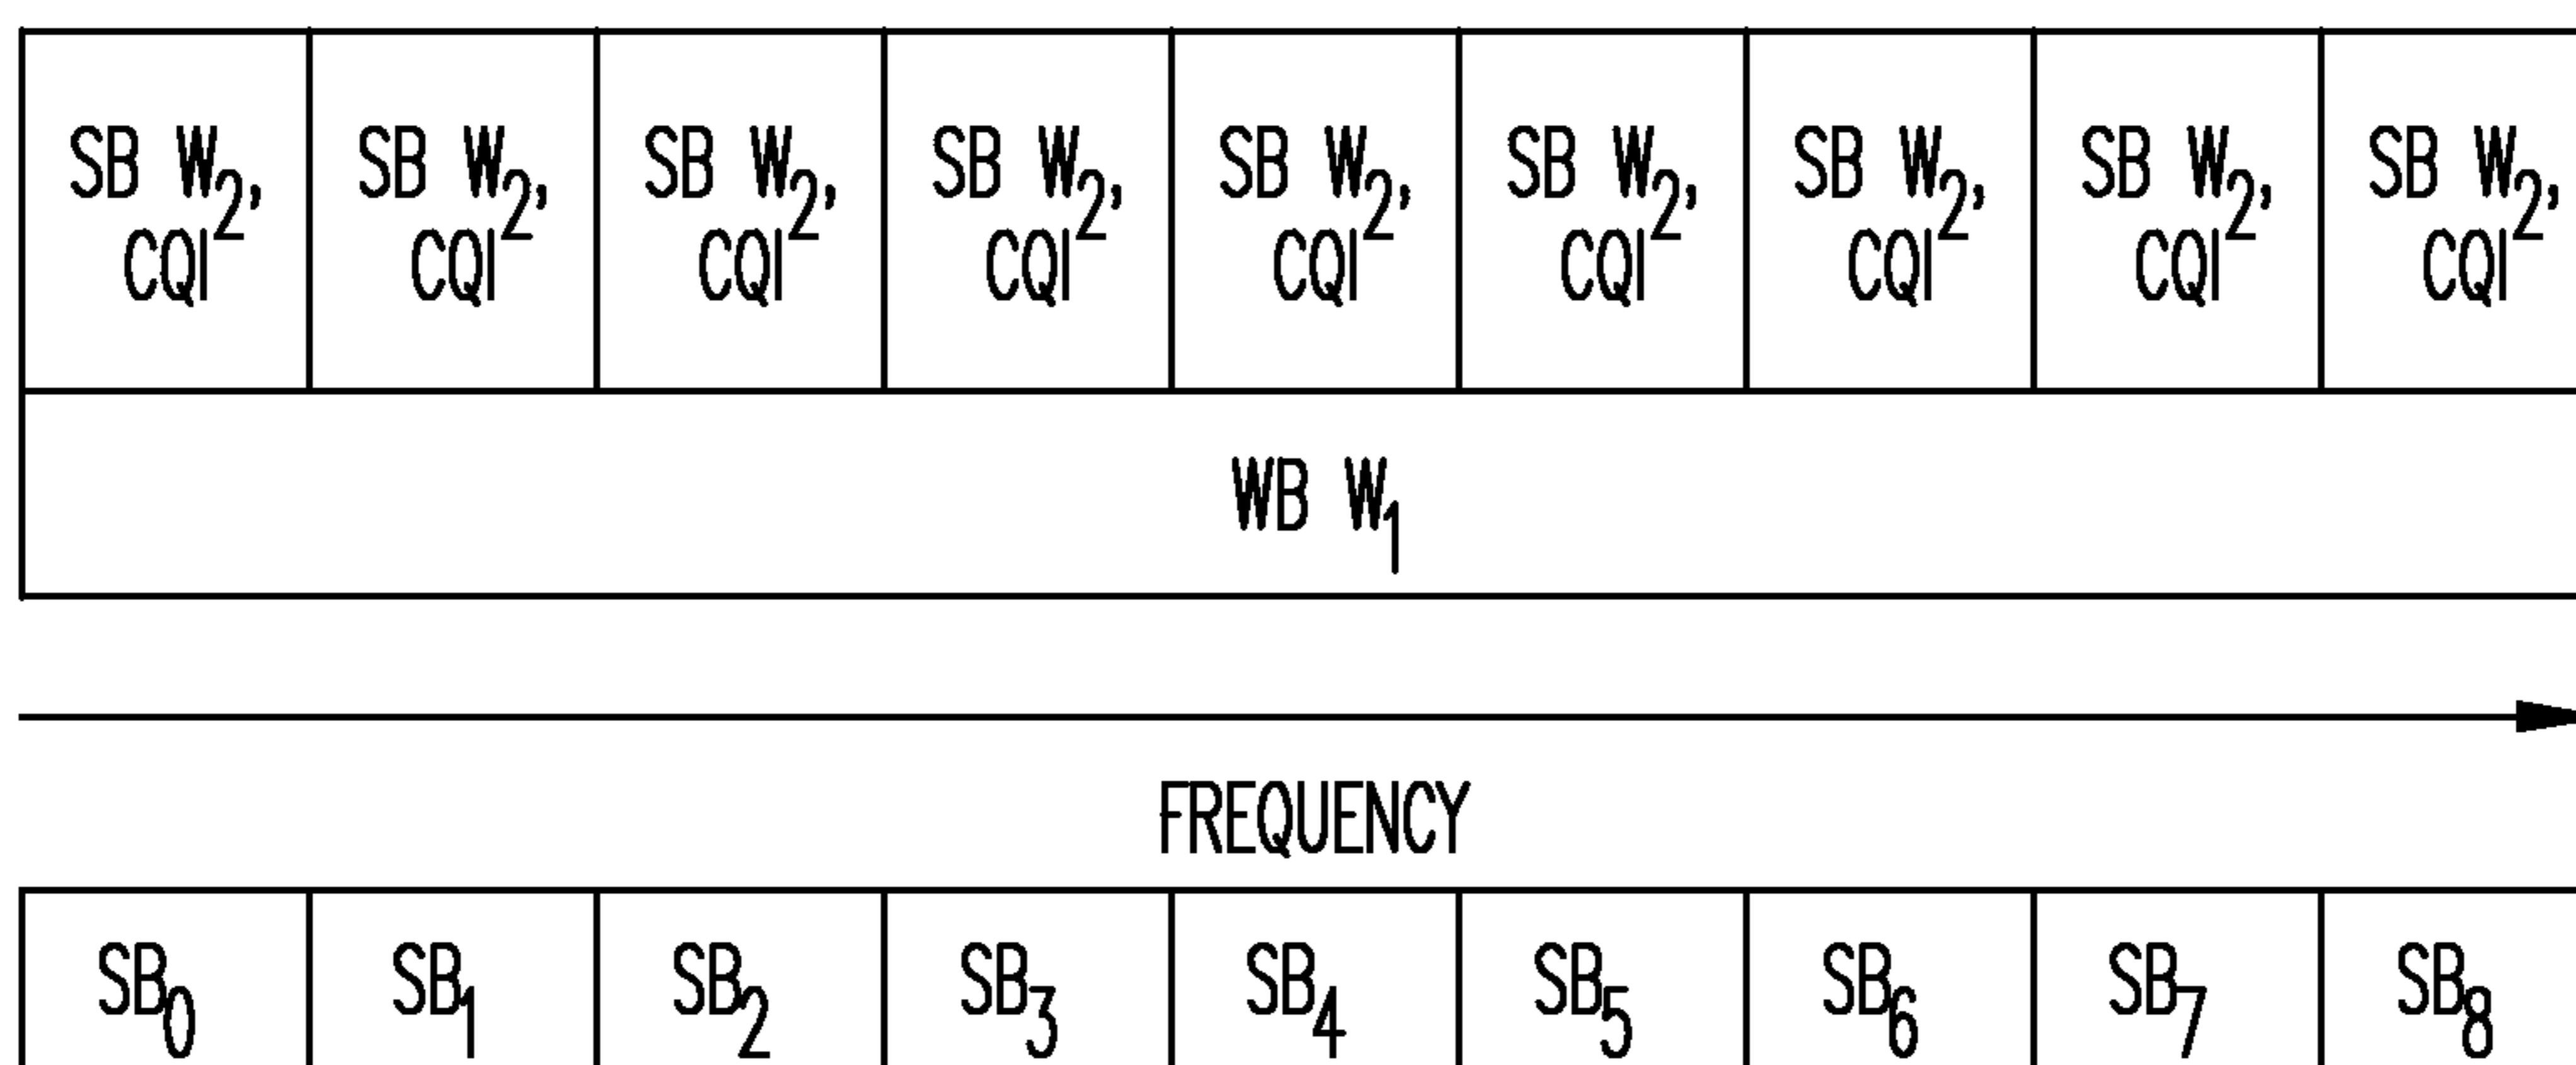 SB W₂, SB W₂, SB W₂, SB W₂, SB W₂, SB W₂, SB W₂, SB W₂, SB W₂,
CQI CQI CQI CQI CQI CQI CQI CQI CQI
WB W₁
FREQUENCY
SB₀ SB₁ SB₂ SB₃ SB₄ SB₅ SB₆ SB₇ SB₈